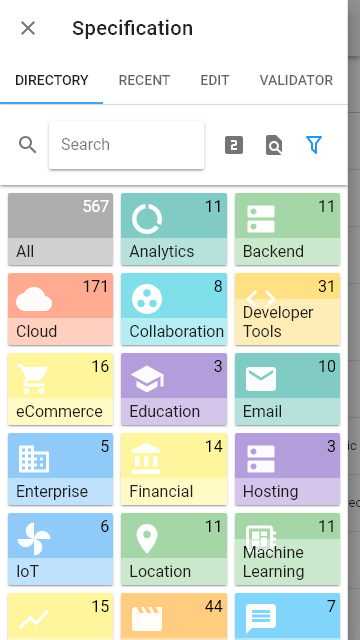 Specification
DIRECTORY RECENT EDIT VALIDATOR
Search 2
567 11 11
All Analytics Backend
171 8 31
Cloud Collaboration Developer
Tools
16 3 10
eCommerce Education Email
5 14 3
Enterprise Financial Hosting
6 11 11
IoT Location Machine
Learning
15 44 7